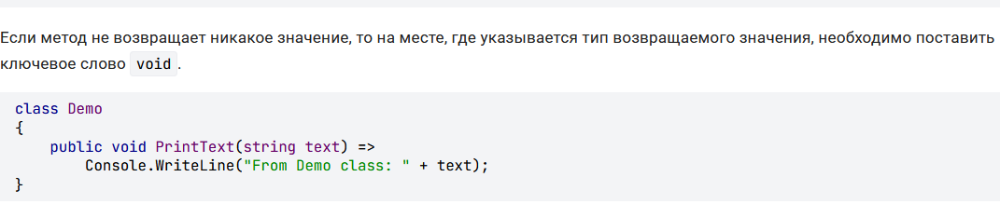 Если метод не возвращает никакое значение, то на месте, где указывается тип возвращаемого значения, необходимо поставить
ключевое слово void.
class Demo
{
    public void PrintText(string text) =>
        Console.WriteLine("From Demo class: " + text);
}